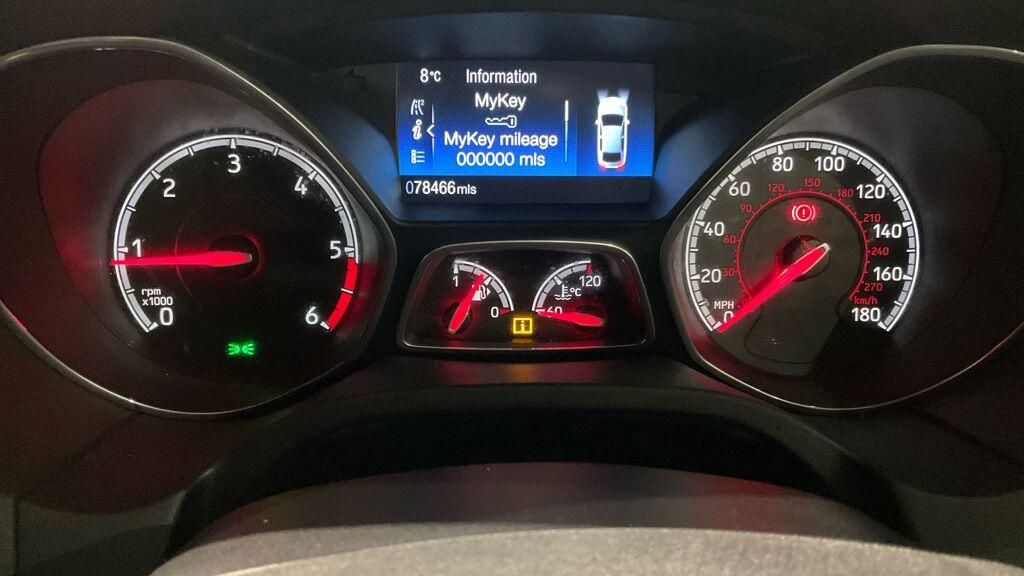 8°C Information
MyKey
MyKey mileage
000000 mls
078466mls
0 1 2 3 4 5 6
rpm
x1000
1 0
60 120
°C
i
0 20 40 60 80 100 120 140 160 180
MPH
30 60 90 120 150 180 210 240 270
km/h